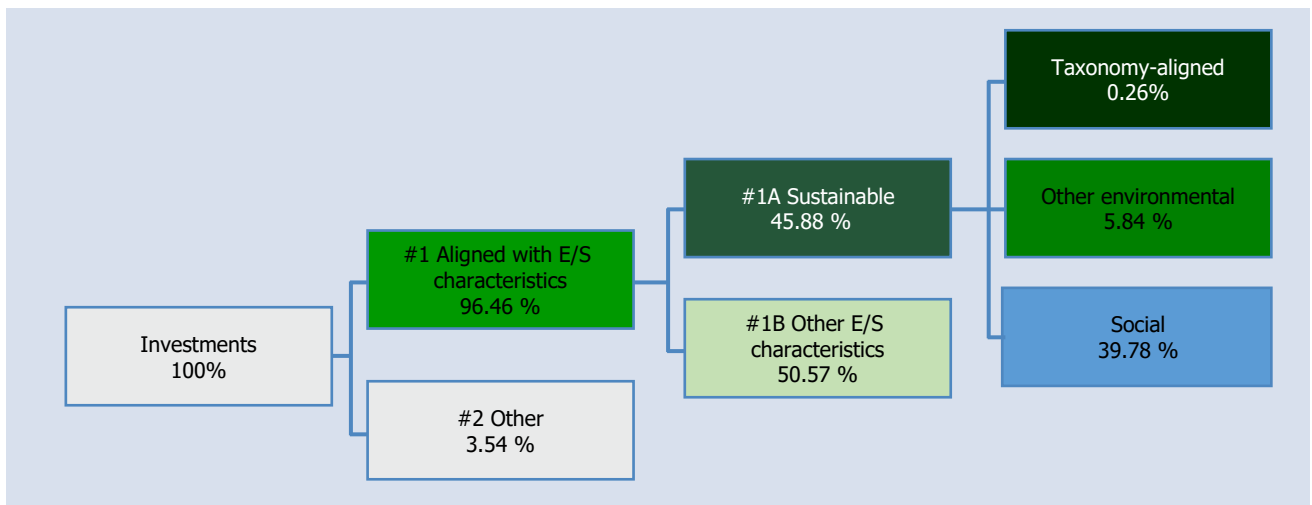 Investments
100%
#1 Aligned with E/S
characteristics
96.46 %
#2 Other
3.54 %
#1A Sustainable
45.88 %
#1B Other E/S
characteristics
50.57 %
Taxonomy-aligned
0.26%
Other environmental
5.84 %
Social
39.78 %